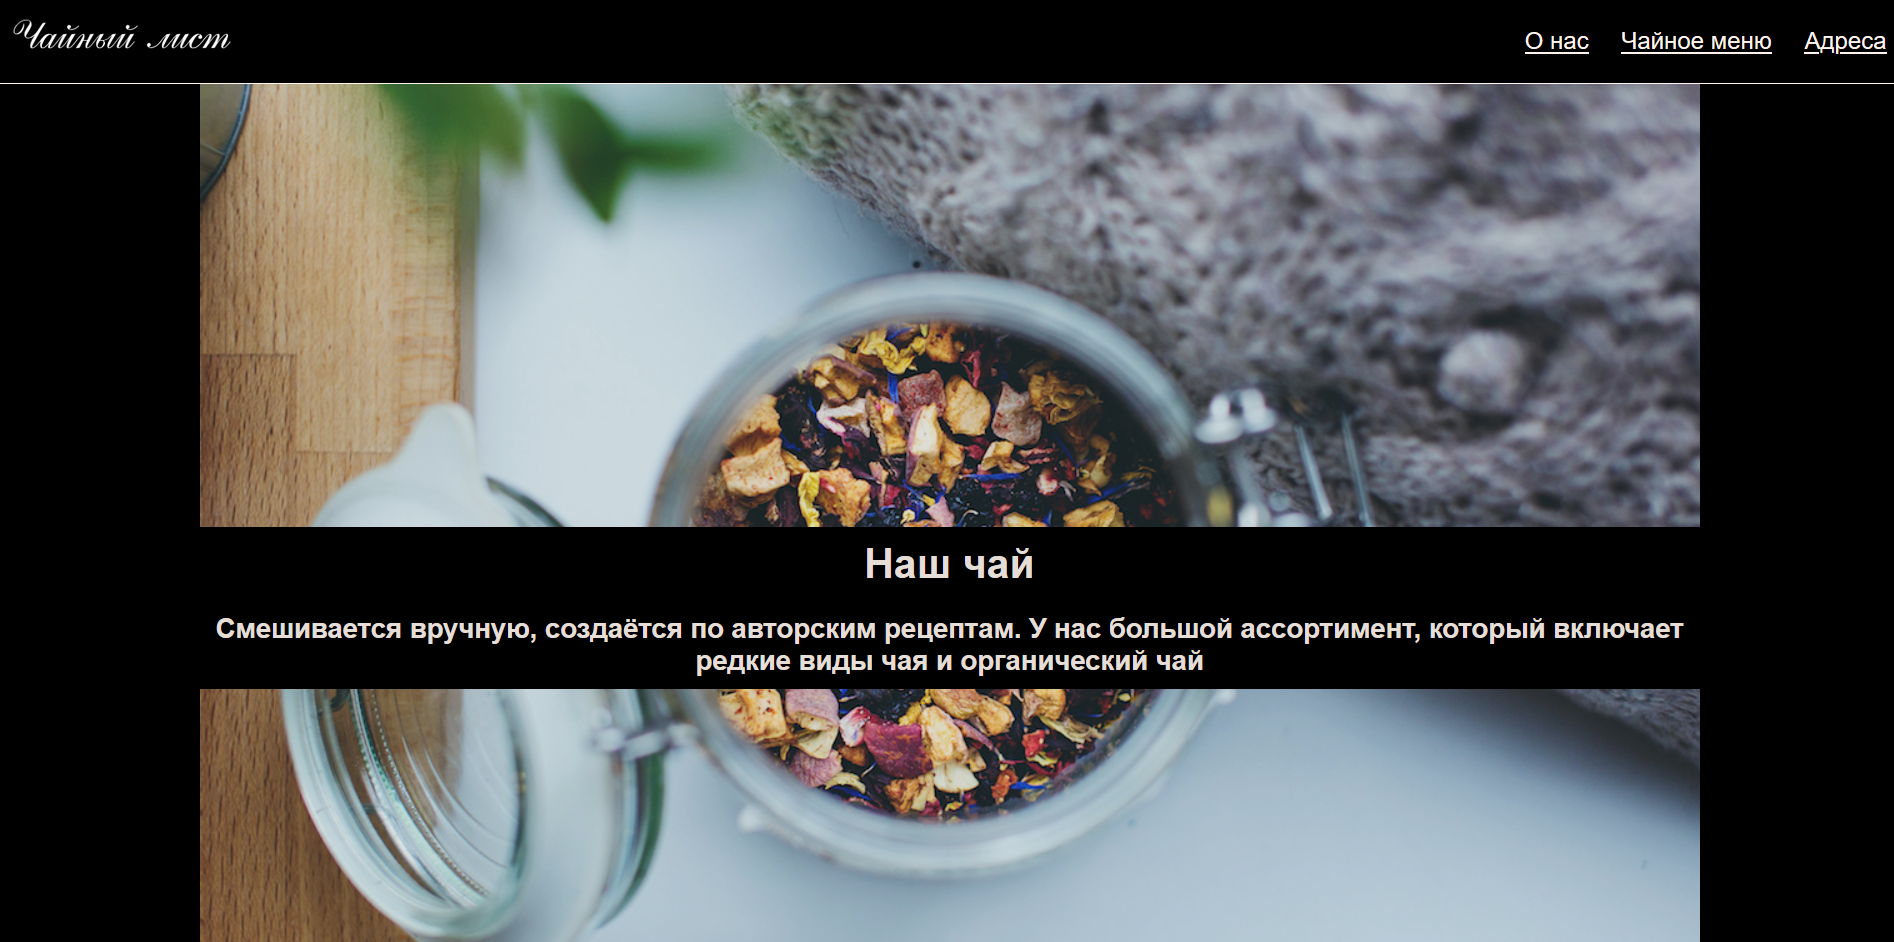 Чайный лист
О нас Чайное меню Адреса
Наш чай
Смешивается вручную, создаётся по авторским рецептам. У нас большой ассортимент, который включает
редкие виды чая и органический чай